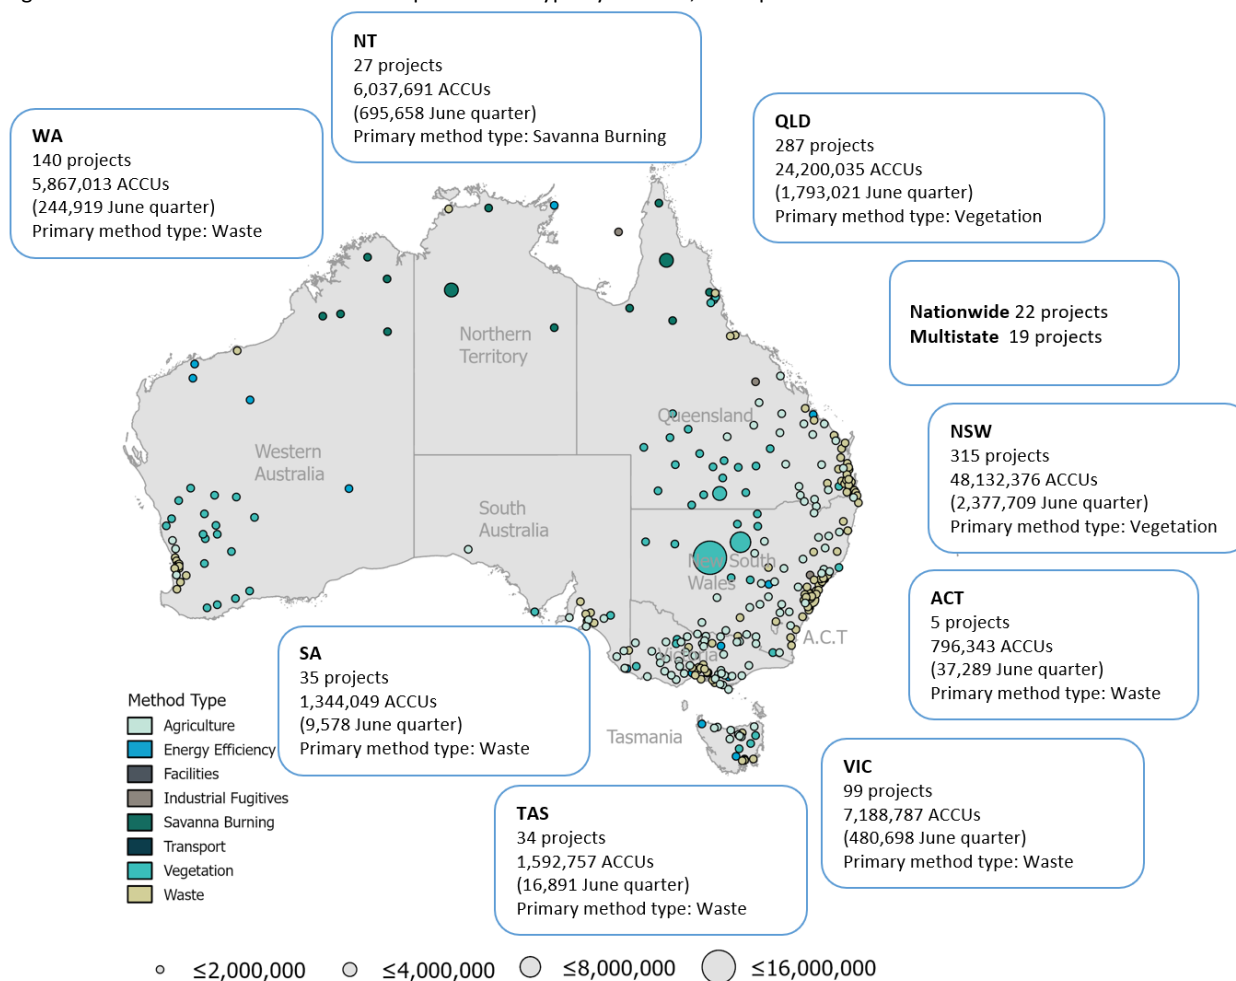 NT
27 projects
6,037,691 ACCUs
(695,658 June quarter)
Primary method type: Savanna Burning
WA
140 projects
5,867,013 ACCUs
(244,919 June quarter)
Primary method type: Waste
QLD
287 projects
24,200,035 ACCUs
(1,793,021 June quarter)
Primary method type: Vegetation
Nationwide 22 projects
Multistate 19 projects
NSW
315 projects
48,132,376 ACCUs
(2,377,709 June quarter)
Primary method type: Vegetation
ACT
5 projects
796,343 ACCUs
(37,289 June quarter)
Primary method type: Waste
VIC
99 projects
7,188,787 ACCUs
(480,698 June quarter)
Primary method type: Waste
TAS
34 projects
1,592,757 ACCUs
(16,891 June quarter)
Primary method type: Waste
SA
35 projects
1,344,049 ACCUs
(9,578 June quarter)
Primary method type: Waste
Northern
Territory
Queensland
Western
Australia
South
Australia
New South
Wales
A.C.T
Victoria
Tasmania
Method Type
Agriculture
Energy Efficiency
Facilities
Industrial Fugitives
Savanna Burning
Transport
Vegetation
Waste
≤2,000,000
≤4,000,000
≤8,000,000
≤16,000,000